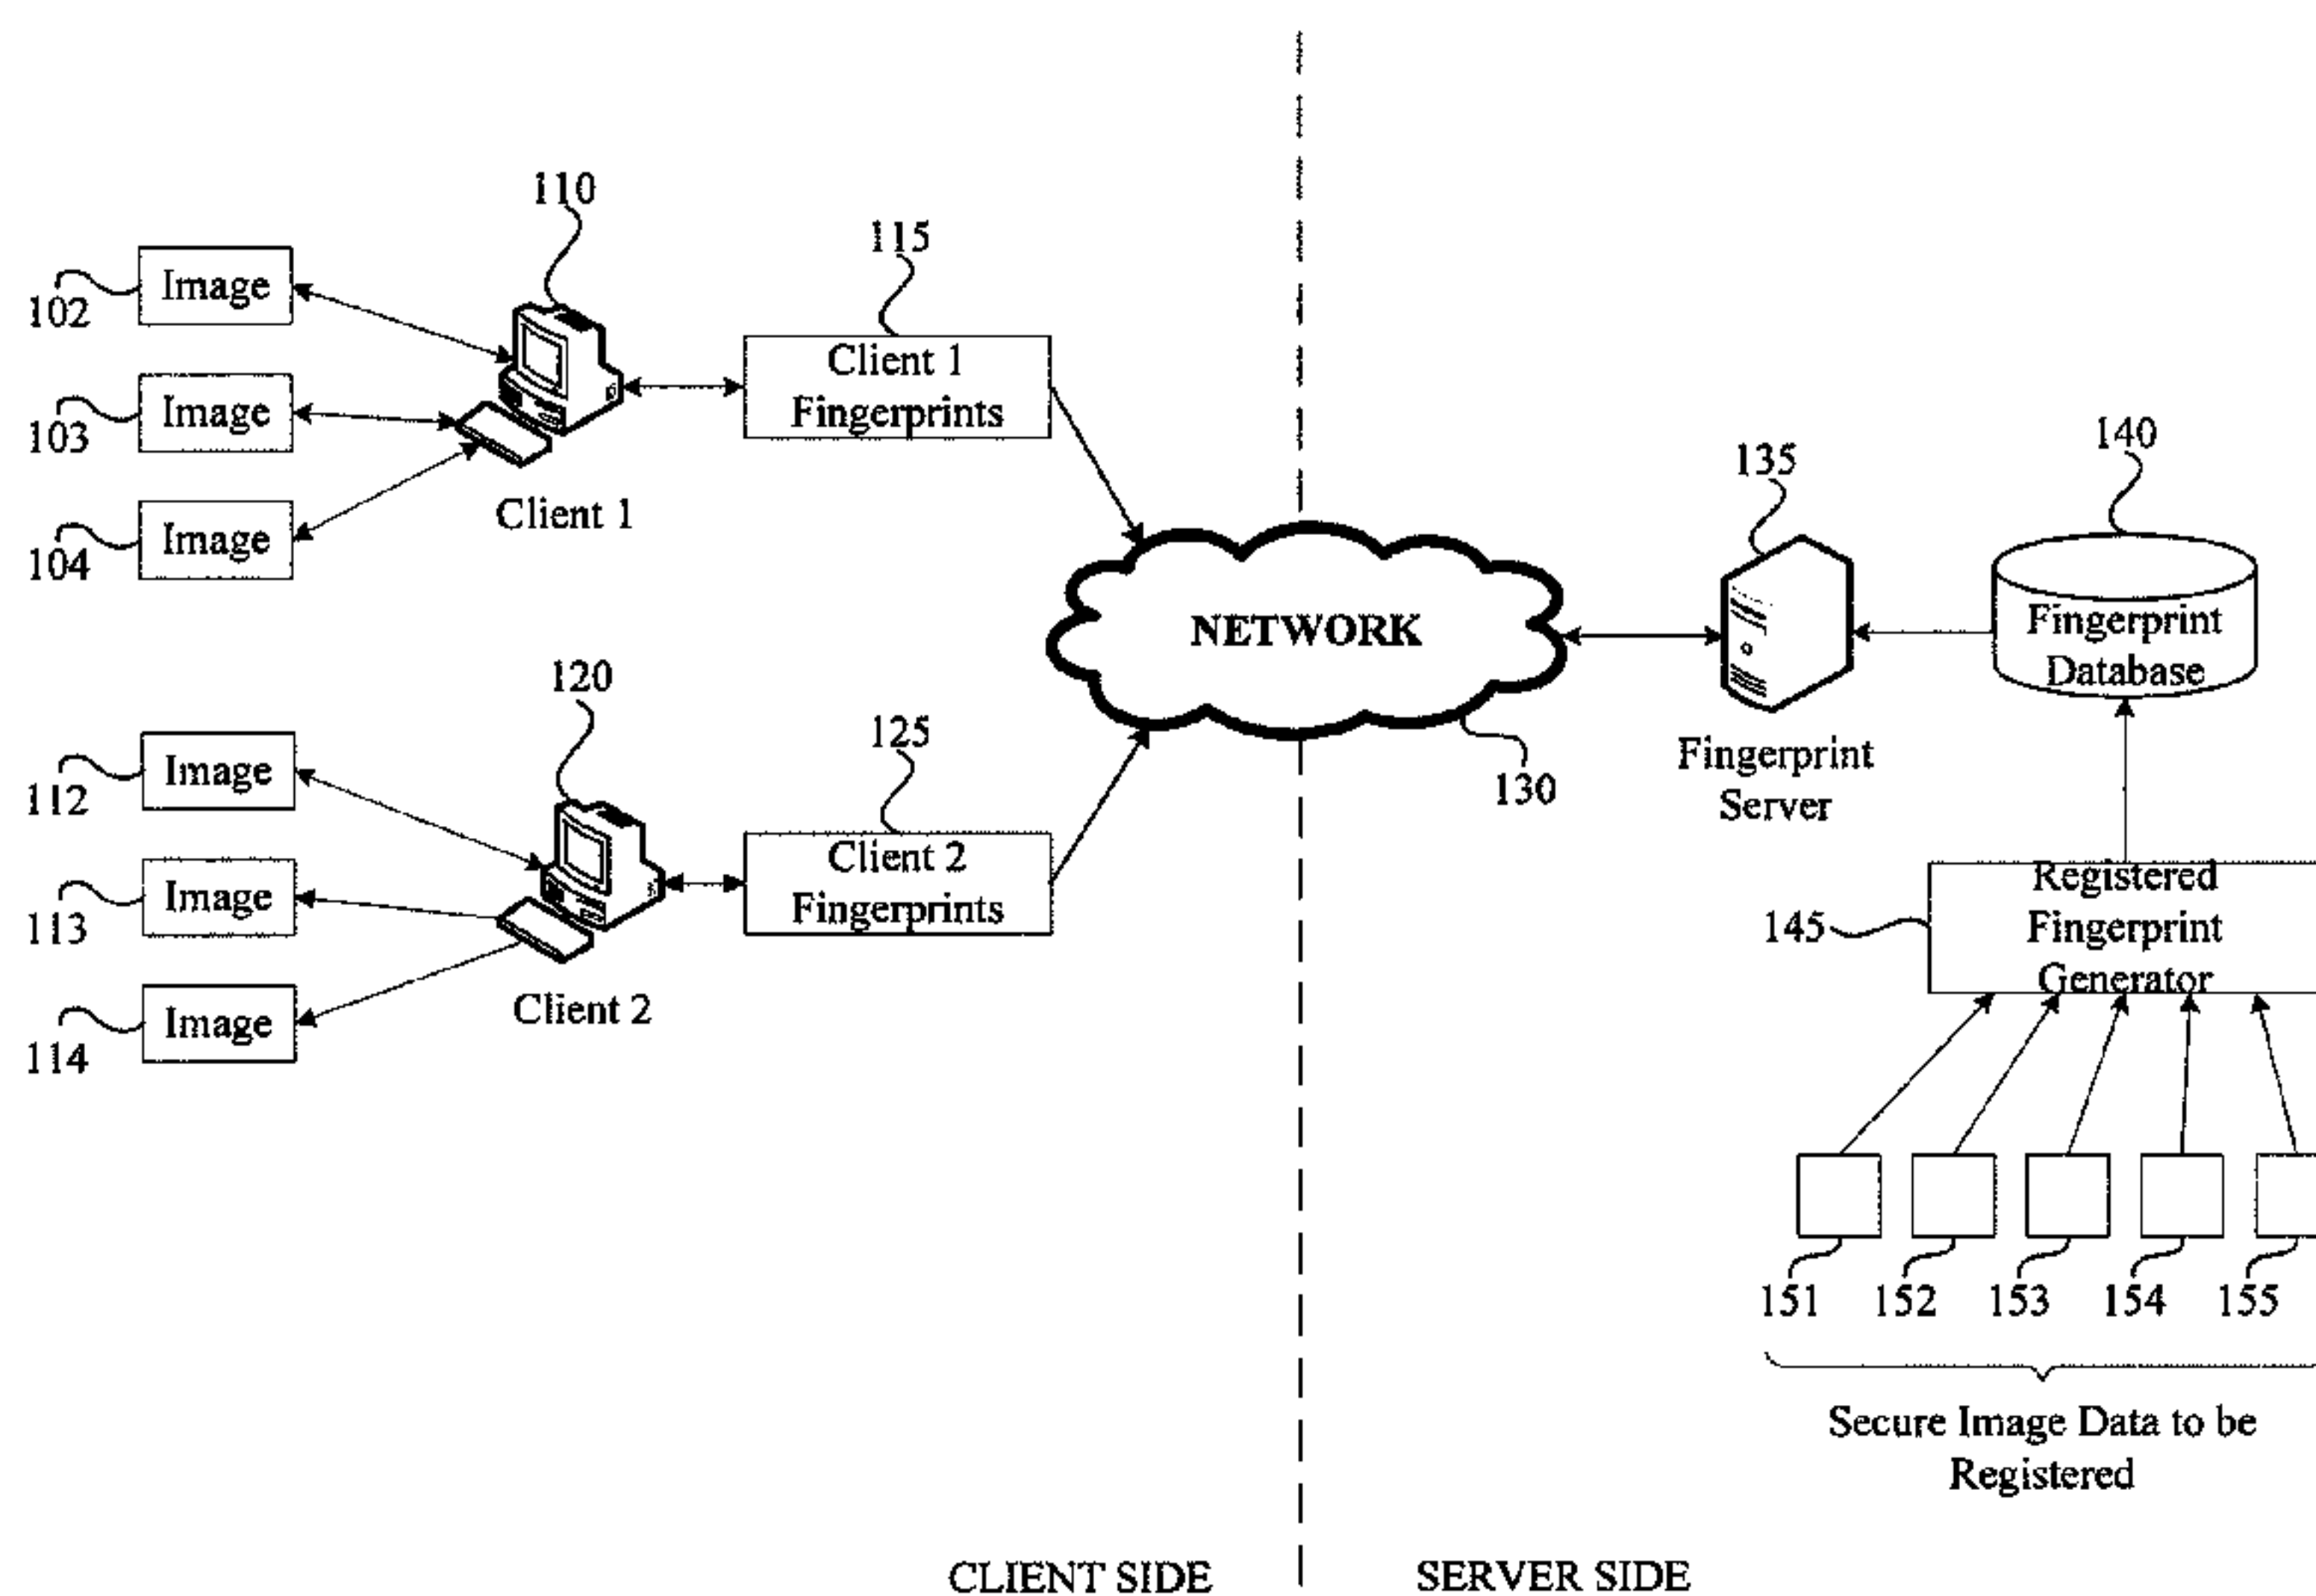 110
115
102
Image
Client 1
Fingerprints
103
Image
104
Image
Client 1
NETWORK
130
135
Fingerprint
Server
140
Fingerprint
Database
120
125
112
Image
Client 2
Fingerprints
113
Image
114
Image
Client 2
145
Registered
Fingerprint
Generator
151
152
153
154
155
Secure Image Data to be
Registered
CLIENT SIDE
SERVER SIDE